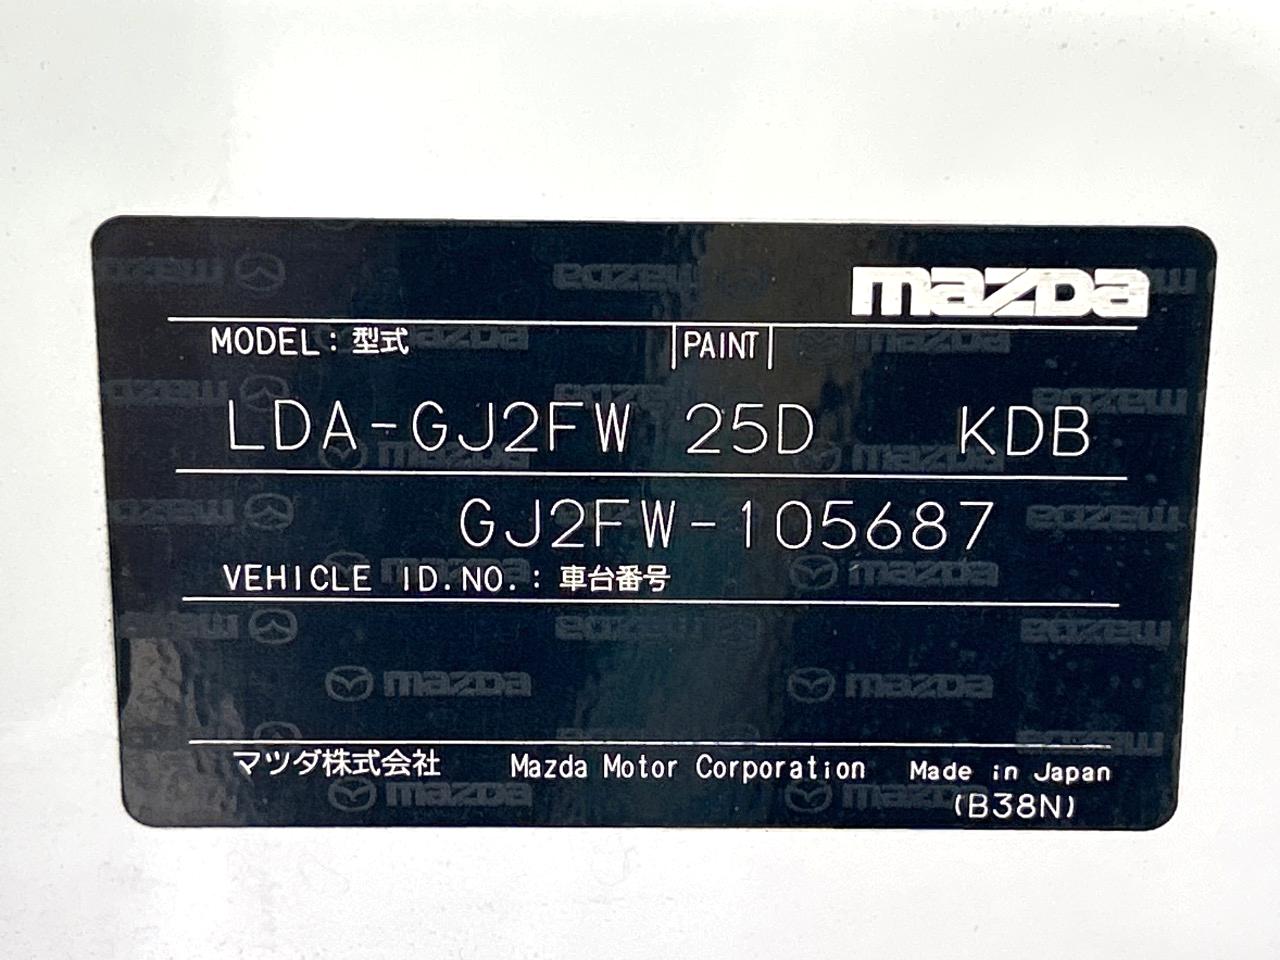 mazda
MODEL: 型式 PAINT
LDA-GJ2FW 25D KDB
GJ2FW-105687
VEHICLE ID.NO.: 車台番号
マツダ株式会社 Mazda Motor Corporation Made in Japan
(B38N)